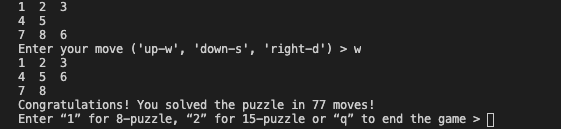 1 2 3
4 5
7 8 6
Enter your move ('up-w', 'down-s', 'right-d') > w
1 2 3
4 5 6
7 8
Congratulations! You solved the puzzle in 77 moves!
Enter “1” for 8-puzzle, “2” for 15-puzzle or “q” to end the game >